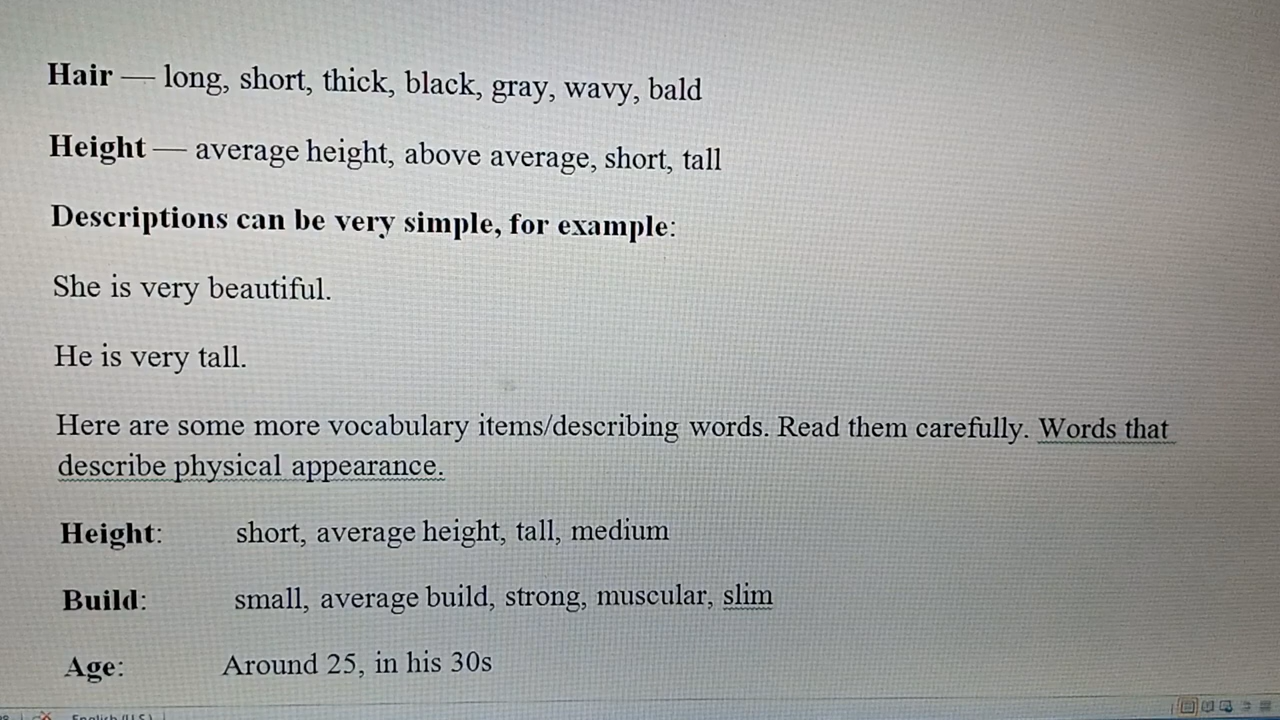 Hair — long, short, thick, black, gray, wavy, bald
Height — average height, above average, short, tall
Descriptions can be very simple, for example:
She is very beautiful.
He is very tall.
Here are some more vocabulary items/describing words. Read them carefully. Words that
describe physical appearance.
Height: short, average height, tall, medium
Build: small, average build, strong, muscular, slim
Age: Around 25, in his 30s
English (U.S.)